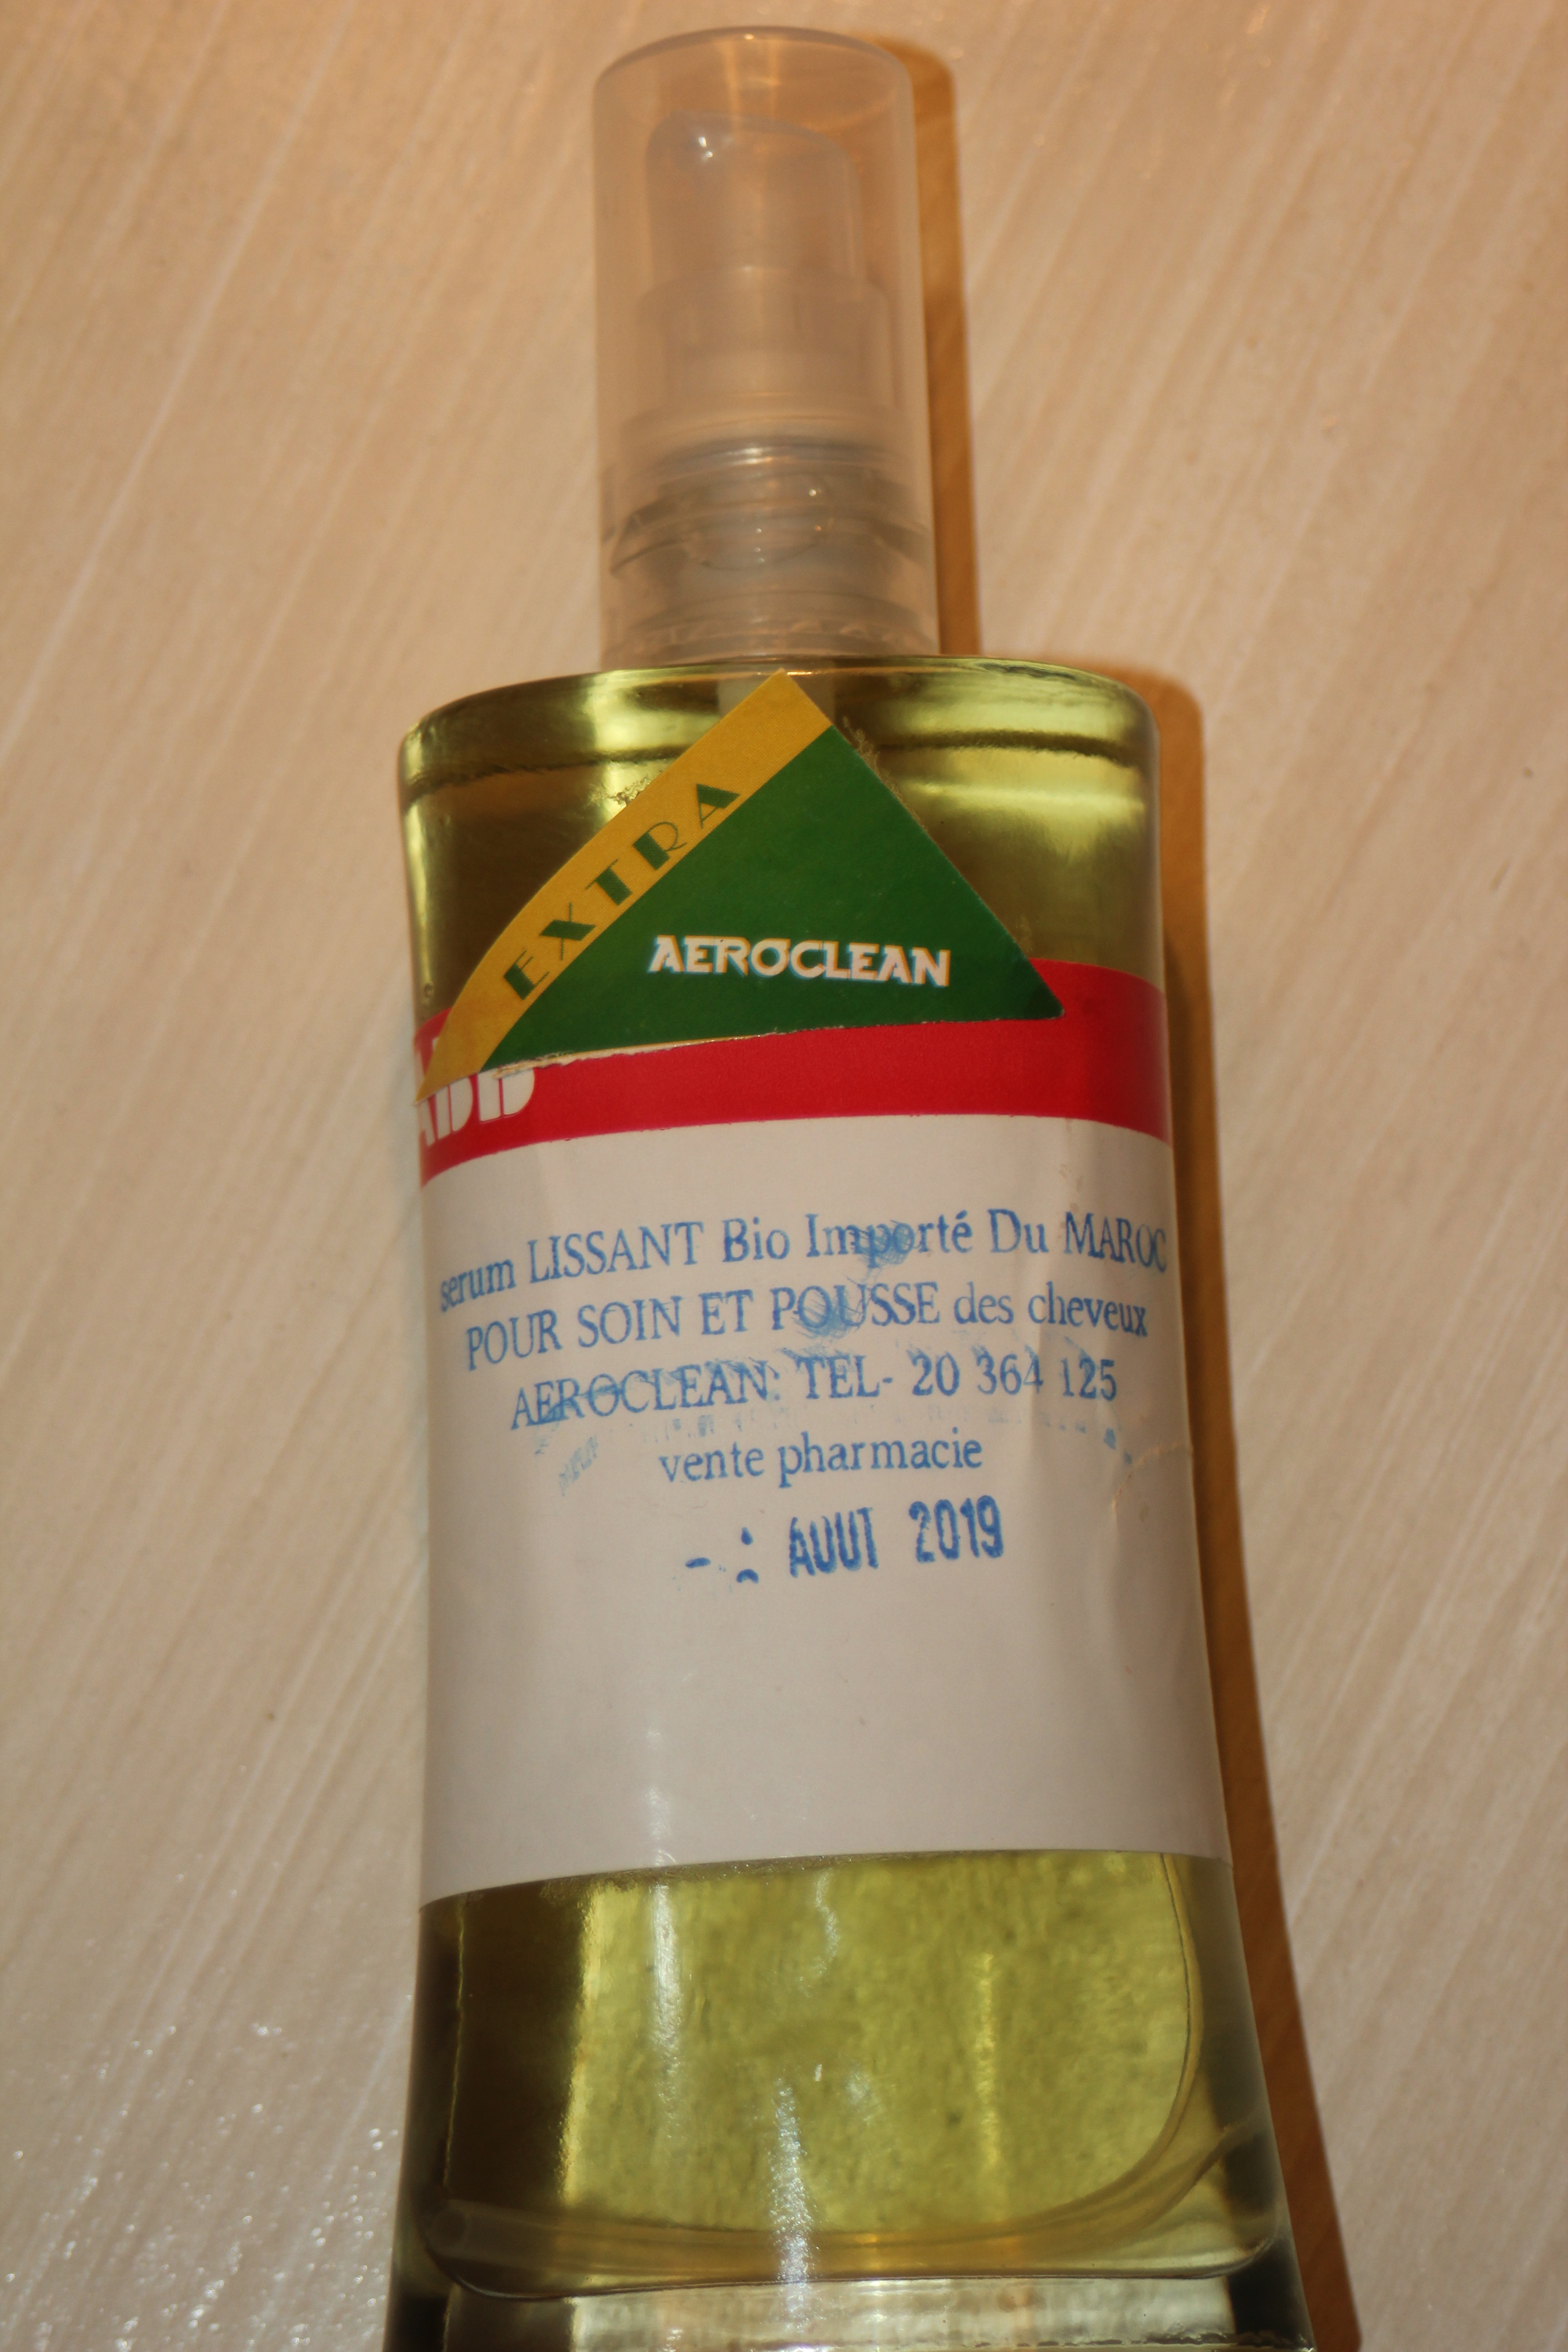 EXTRA
AEROCLEAN
serum LISSANT Bio Importé Du MAROC
POUR SOIN ET POUSSE des cheveux
AEROCLEAN: TEL- 20 364 125
vente pharmacie
AOUT 2019